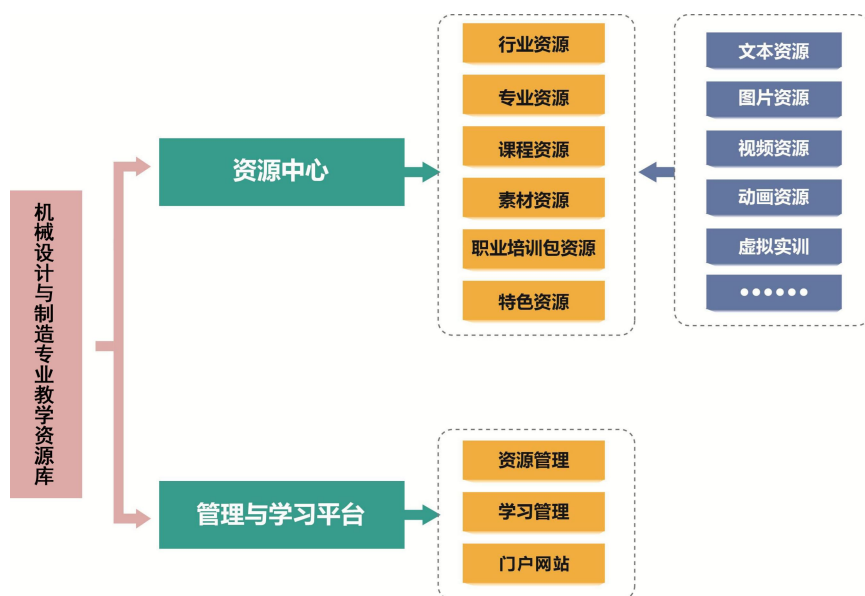 机械设计与制造专业教学资源库
资源中心
行业资源
专业资源
课程资源
素材资源
职业培训包资源
特色资源
文本资源
图片资源
视频资源
动画资源
虚拟实训
●●●●●●
管理与学习平台
资源管理
学习管理
门户网站